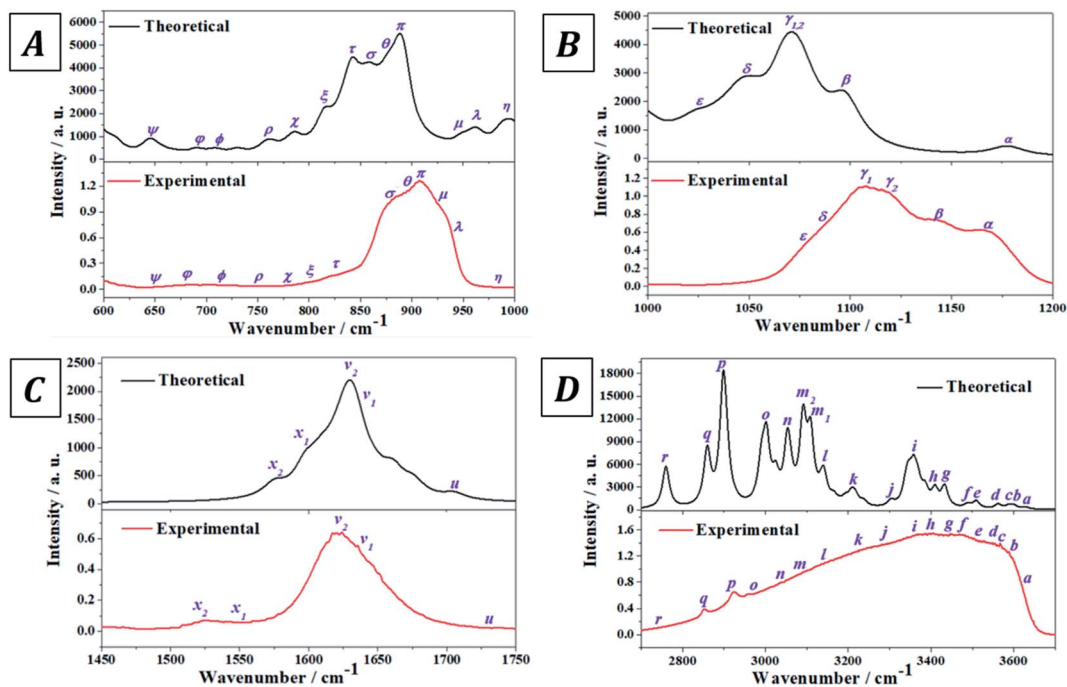 A
Theoretical
6000
5000
4000
3000
2000
1000
0
ψ φ ϕ ρ χ ξ τ σ θ π μ λ η
Experimental
1.2
0.9
0.6
0.3
0.0
ψ φ ϕ ρ χ ξ τ σ θ π μ λ η
600 650 700 750 800 850 900 950 1000
Wavenumber / cm-1
Intensity / a. u.
B
Theoretical
5000
4000
3000
2000
1000
0
ε δ γ1,2 β α
Experimental
1.2
1.0
0.8
0.6
0.4
0.2
0.0
ε δ γ1 γ2 β α
1000 1050 1100 1150 1200
Wavenumber / cm-1
Intensity / a. u.
C
Theoretical
2500
2000
1500
1000
500
0
x2 x1 v2 v1 u
Experimental
0.6
0.4
0.2
0.0
x2 x1 v2 v1 u
1450 1500 1550 1600 1650 1700 1750
Wavenumber / cm-1
Intensity / a. u.
D
Theoretical
18000
15000
12000
9000
6000
3000
0
r q p o n m2 m1 l k j i h g f e d c b a
Experimental
1.6
1.2
0.8
0.4
0.0
r q p o n m l k j i h g f e d c b a
2800 3000 3200 3400 3600
Wavenumber / cm-1
Intensity / a. u.